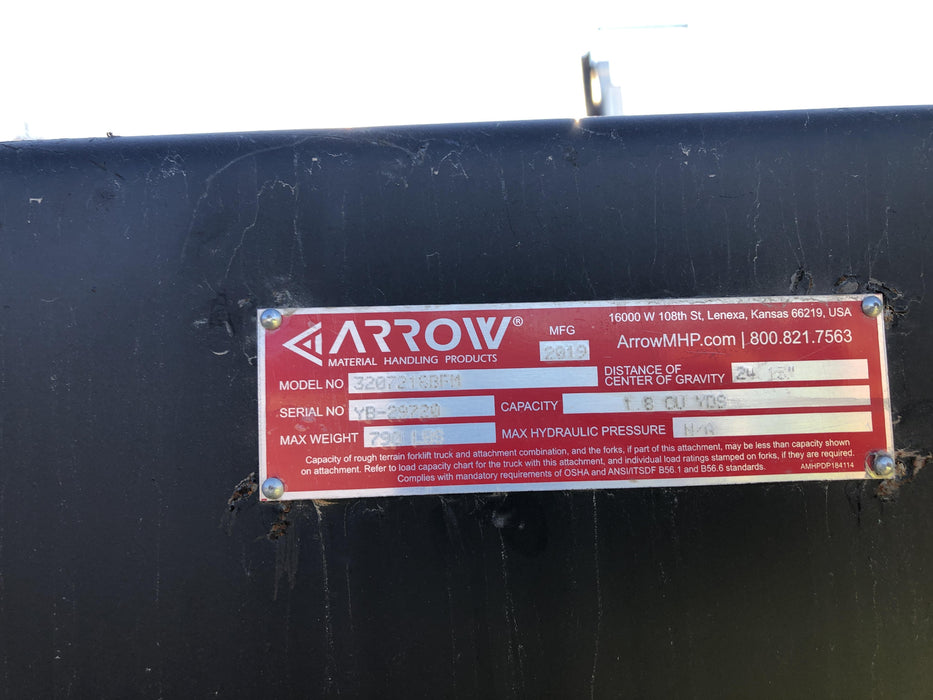 ARROW®
MATERIAL HANDLING PRODUCTS
MFG
2019
16000 W 108th St, Lenexa, Kansas 66219, USA
ArrowMHP.com | 800.821.7563
MODEL NO
DISTANCE OF
CENTER OF GRAVITY 24
SERIAL NO YB-29720
CAPACITY 1.8 CU YDS
MAX WEIGHT 790 LBS
MAX HYDRAULIC PRESSURE N/A
Capacity of rough terrain forklift truck and attachment combination, and the forks, if part of this attachment, may be less than capacity shown
on attachment. Refer to load capacity chart for the truck with this attachment, and individual load ratings stamped on forks, if they are required.
Complies with mandatory requirements of OSHA and ANSI/ITSDF B56.1 and B56.6 standards.
AMHPDP184114